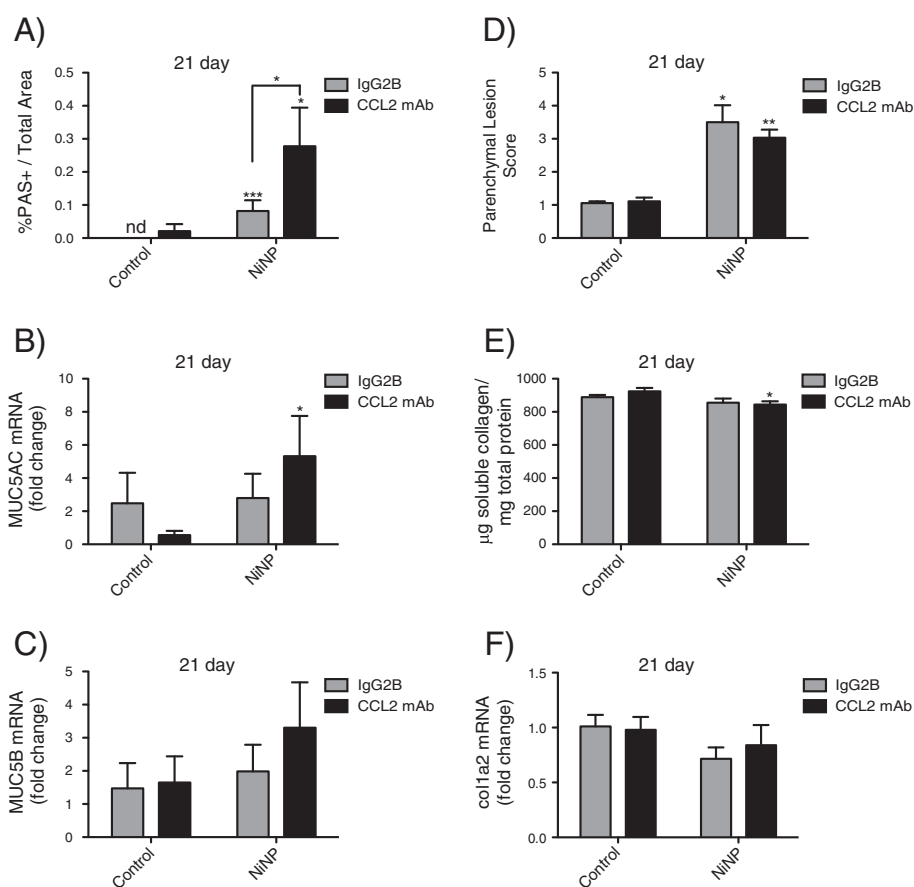 A)
21 day
%PAS+ / Total Area
0.5
0.4
0.3
0.2
0.1
0.0
nd
***
*
*
Control
NiNP
IgG2B
CCL2 mAb
D)
21 day
Parenchymal Lesion
Score
5
4
3
2
1
0
*
**
Control
NiNP
IgG2B
CCL2 mAb
B)
21 day
MUC5AC mRNA
(fold change)
10
8
6
4
2
0
*
Control
NiNP
IgG2B
CCL2 mAb
E)
21 day
µg soluble collagen/
mg total protein
1000
800
600
400
200
0
*
Control
NiNP
IgG2B
CCL2 mAb
C)
21 day
MUC5B mRNA
(fold change)
5
4
3
2
1
0
Control
NiNP
IgG2B
CCL2 mAb
F)
21 day
col1a2 mRNA
(fold change)
1.5
1.0
0.5
0.0
Control
NiNP
IgG2B
CCL2 mAb